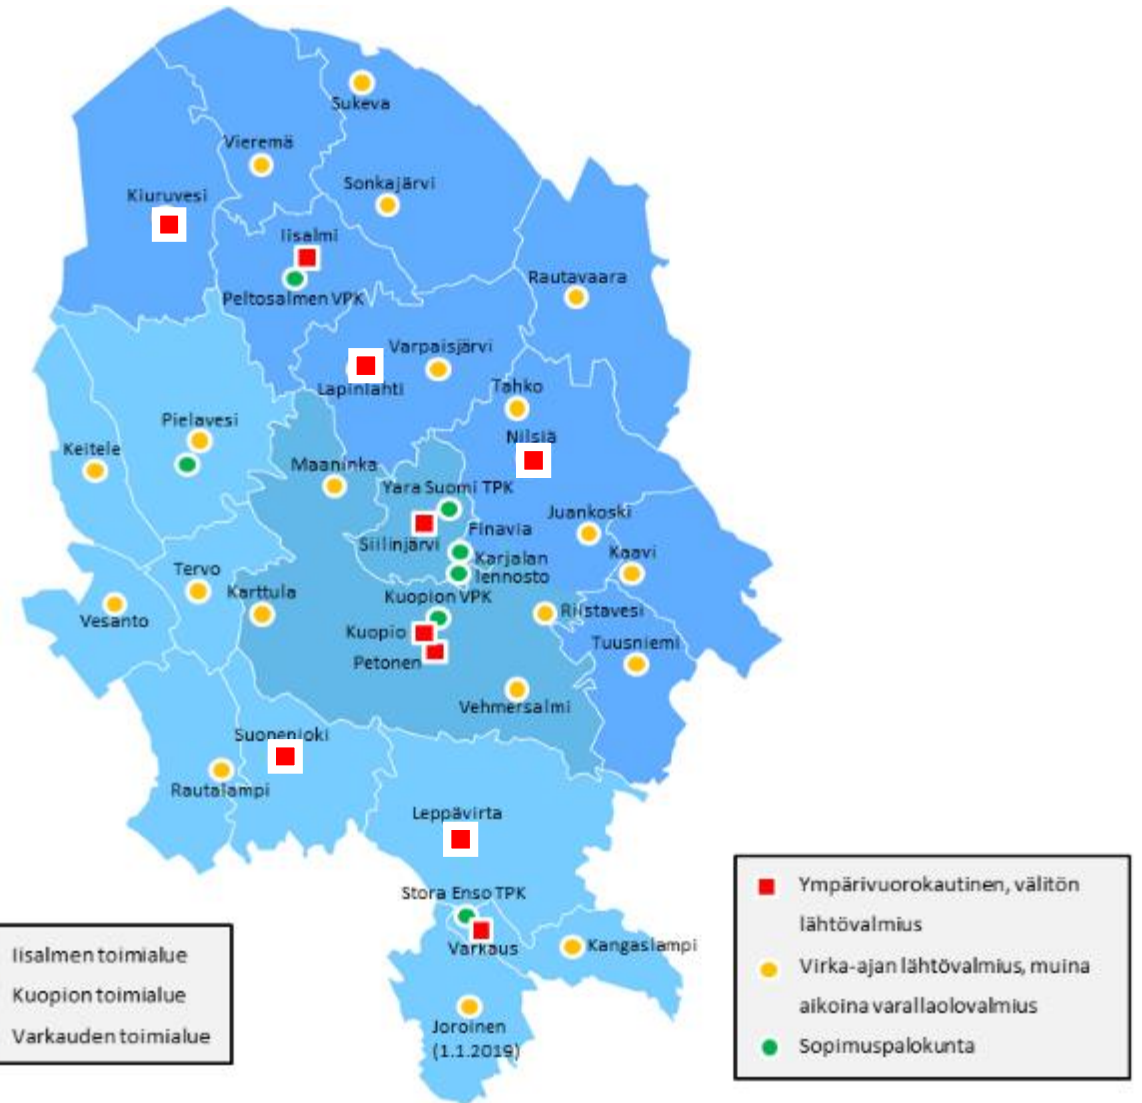 Sukeva
Vieremä
Sonkajärvi
Kiuruvesi
Iisalmi
Rautavaara
Peltosalmen VPK
Varpaisjärvi
Lapinlahti
Tahko
Pielavesi
Nilsiä
Keitele
Maaninka
Yara Suomi TPK
Juankoski
Finavia
Siilinjärvi
Kaavi
Karjalan
lennosto
Tervo
Karttula
Kuopion VPK
Riistavesi
Vesanto
Kuopio
Tuusniemi
Petonen
Vehmersalmi
Suonenjoki
Rautalampi
Leppävirta
Stora Enso TPK
Varkaus
Kangaslampi
Joroinen
(1.1.2019)
Iisalmen toimialue
Kuopion toimialue
Varkauden toimialue
Ympärivuorokautinen, välitön
lähtövalmius
Virka-ajan lähtövalmius, muina
aikoina varallaolovalmius
Sopimuspalokunta